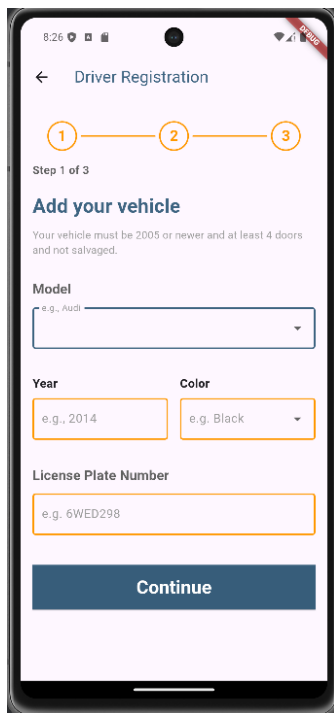 8:26
DEBUG
Driver Registration
1 2 3
Step 1 of 3
Add your vehicle
Your vehicle must be 2005 or newer and at least 4 doors
and not salvaged.
Model
e.g., Audi
Year Color
e.g., 2014 e.g. Black
License Plate Number
e.g. 6WED298
Continue